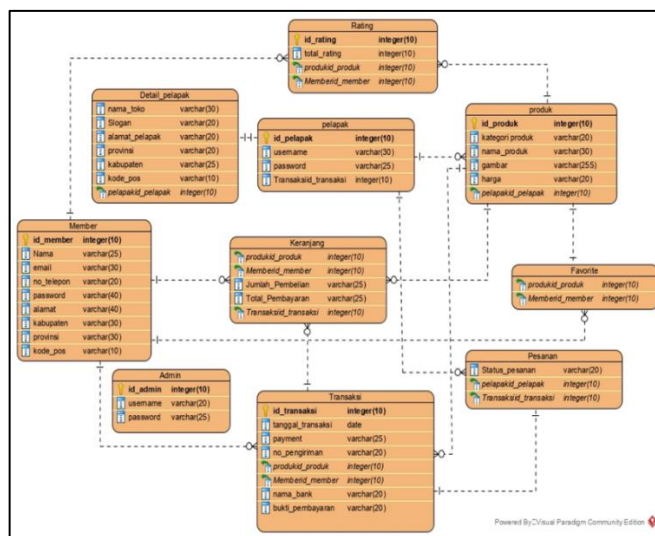 Rating
id_rating integer(10)
total_rating integer(10)
produkid_produk integer(10)
Memberid_member integer(10)
Detail_pelapak
nama_toko varchar(30)
Slogan varchar(20)
alamat_pelapak varchar(20)
provinsi varchar(20)
kabupaten varchar(25)
kode_pos varchar(10)
pelapakid_pelapak integer(10)
pelapak
id_pelapak integer(10)
username varchar(30)
password varchar(25)
Transaksiid_transaksi integer(10)
produk
id_produk integer(10)
kategori produk varchar(20)
nama_produk varchar(30)
gambar varchar(255)
harga varchar(20)
pelapakid_pelapak integer(10)
Member
id_member integer(10)
Nama varchar(25)
email varchar(30)
no_telepon varchar(20)
password varchar(40)
alamat varchar(40)
kabupaten varchar(30)
provinsi varchar(30)
kode_pos varchar(10)
Keranjang
produkid_produk integer(10)
Memberid_member integer(10)
Jumlah_Pembelian varchar(25)
Total_Pembayaran varchar(25)
Transaksiid_transaksi integer(10)
Favorite
produkid_produk integer(10)
Memberid_member integer(10)
Admin
id_admin integer(10)
username varchar(20)
password varchar(25)
Pesanan
Status_pesanan varchar(20)
pelapakid_pelapak integer(10)
Transaksiid_transaksi integer(10)
Transaksi
id_transaksi integer(10)
tanggal_transaksi date
payment varchar(25)
no_pengiriman varchar(20)
produkid_produk integer(10)
Memberid_member integer(10)
nama_bank varchar(20)
bukti_pembayaran varchar(20)
Powered By Visual Paradigm Community Edition